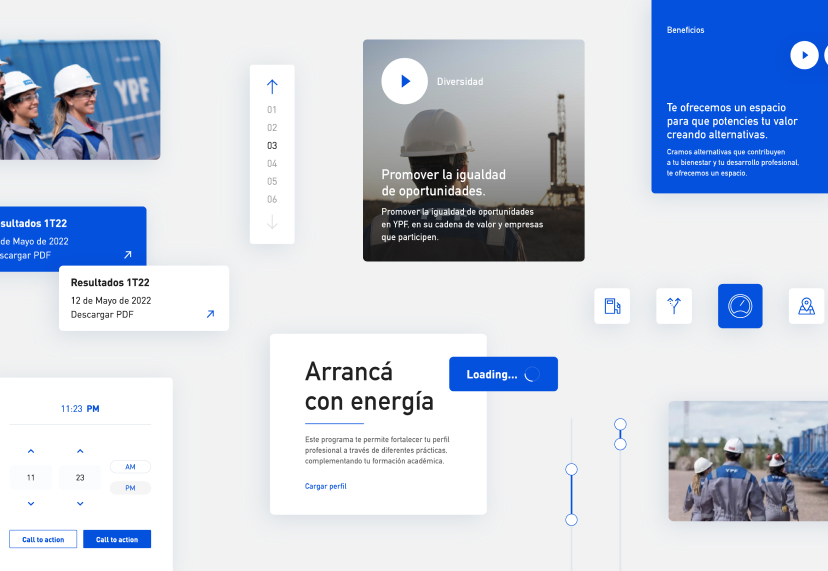 YPF
01
02
03
04
05
06
Diversidad
Promover la igualdad
de oportunidades.
Promover la igualdad de oportunidades
en YPF, en su cadena de valor y empresas
que participen.
Beneficios
Te ofrecemos un espacio
para que potencies tu valor
creando alternativas.
Cramos alternativas que contribuyen
a tu bienestar y tu desarrollo profesional,
te ofrecemos un espacio.
sultados 1T22
de Mayo de 2022
scargar PDF
Resultados 1T22
12 de Mayo de 2022
Descargar PDF
Arrancá
con energía
Este programa te permite fortalecer tu perfil
profesional a través de diferentes prácticas,
complementando tu formación académica.
Cargar perfil
Loading...
11:23 PM
11
23
AM
PM
Call to action
Call to action
YPF